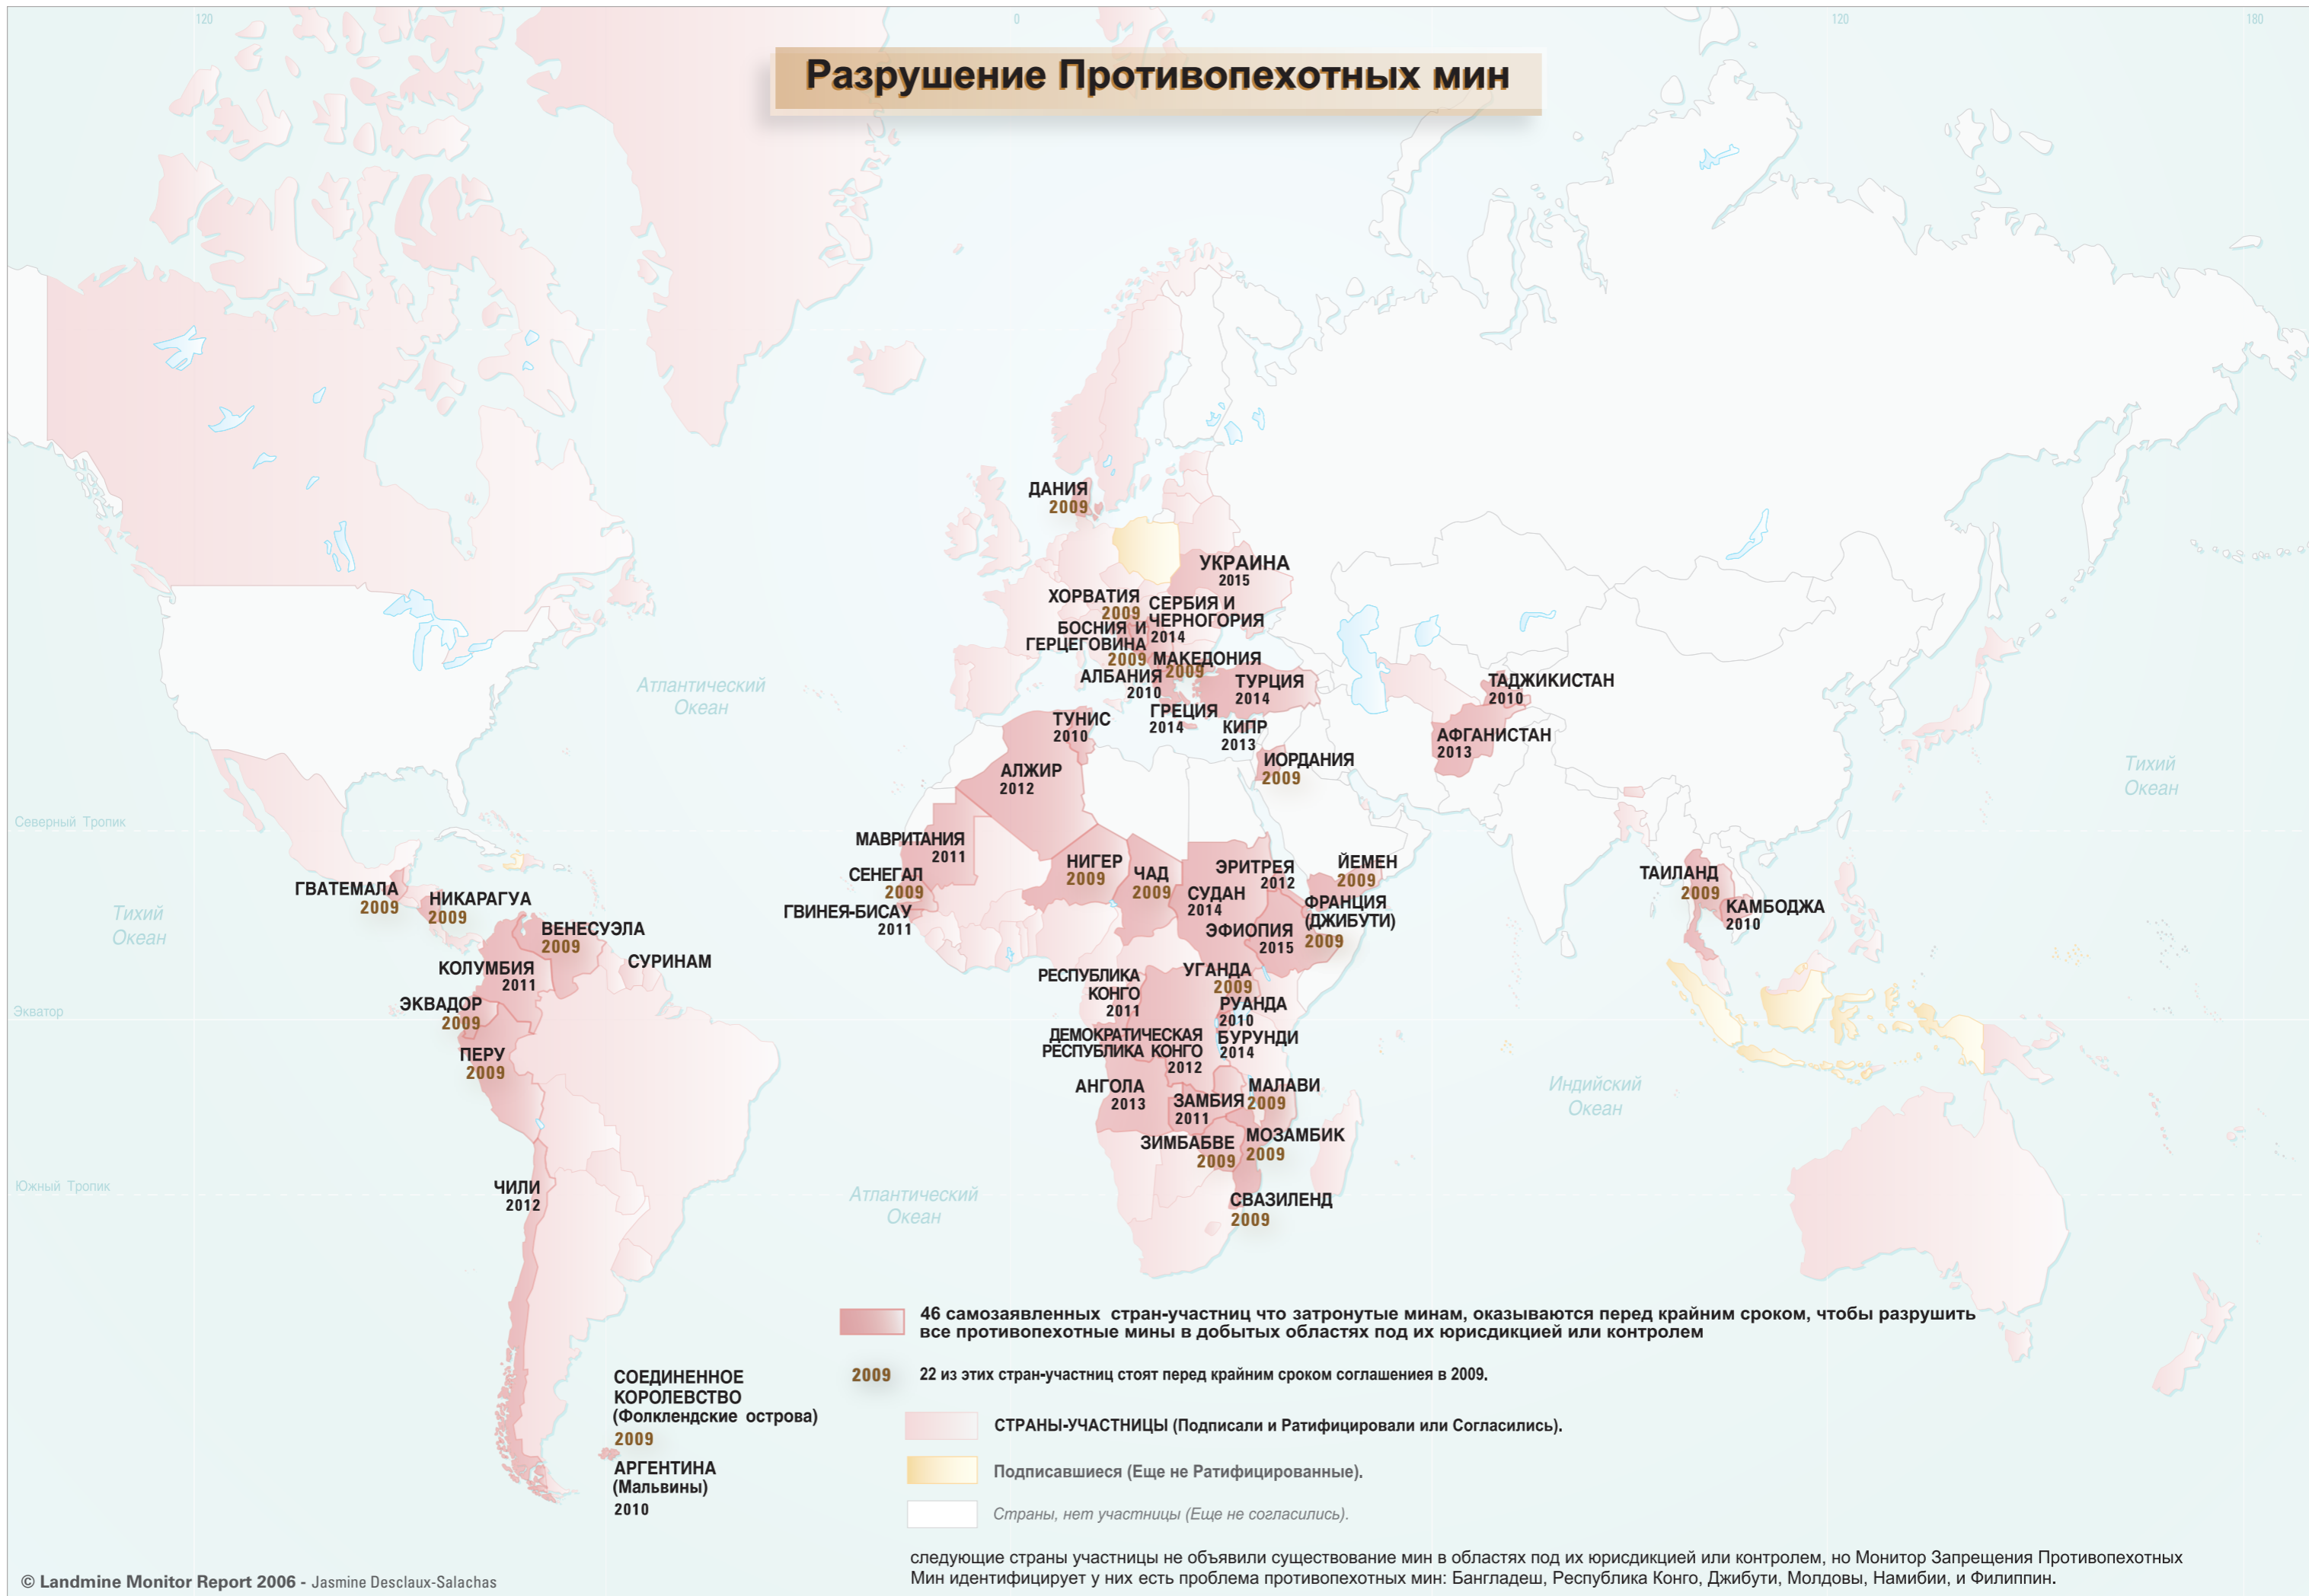 120
0
120
180
Разрушение Противопехотных мин
ДАНИЯ
2009
УКРАИНА
2015
ХОРВАТИЯ
2009
СЕРБИЯ И
ЧЕРНОГОРИЯ
2014
БОСНИЯ И
ГЕРЦЕГОВИНА
2009
МАКЕДОНИЯ
2009
АЛБАНИЯ
2010
ТУРЦИЯ
2014
ТАДЖИКИСТАН
2010
Атлантический
Океан
ТУНИС
2010
ГРЕЦИЯ
2014
КИПР
2013
АФГАНИСТАН
2013
ИОРДАНИЯ
2009
Тихий
Океан
АЛЖИР
2012
Северный Тропик
МАВРИТАНИЯ
2011
НИГЕР
2009
ЧАД
2009
ЭРИТРЕЯ
2012
ЙЕМЕН
2009
СЕНЕГАЛ
2009
СУДАН
2014
ФРАНЦИЯ
(ДЖИБУТИ)
2009
ТАИЛАНД
2009
КАМБОДЖА
2010
ГВАТЕМАЛА
2009
НИКАРАГУА
2009
ГВИНЕЯ-БИСАУ
2011
Тихий
Океан
ВЕНЕСУЭЛА
2009
ЭФИОПИЯ
2015
КОЛУМБИЯ
2011
СУРИНАМ
РЕСПУБЛИКА
КОНГО
2011
УГАНДА
2009
ЭКВАДОР
2009
РУАНДА
2010
Экватор
ДЕМОКРАТИЧЕСКАЯ
РЕСПУБЛИКА КОНГО
2012
БУРУНДИ
2014
ПЕРУ
2009
АНГОЛА
2013
МАЛАВИ
2009
Индийский
Океан
ЗАМБИЯ
2011
ЗИМБАБВЕ
2009
МОЗАМБИК
2009
Южный Тропик
ЧИЛИ
2012
Атлантический
Океан
СВАЗИЛЕНД
2009
46 самозаявленных стран-участниц что затронутые минам, оказываются перед крайним сроком, чтобы разрушить
все противопехотные мины в добытых областях под их юрисдикцией или контролем
2009
22 из этих стран-участниц стоят перед крайним сроком соглашениея в 2009.
СОЕДИНЕННОЕ
КОРОЛЕВСТВО
(Фолклендские острова)
2009
АРГЕНТИНА
(Мальвины)
2010
СТРАНЫ-УЧАСТНИЦЫ (Подписали и Ратифицировали или Согласились).
Подписавшиеся (Еще не Ратифицированные).
Страны, нет участницы (Еще не согласились).
следующие страны участницы не объявили существование мин в областях под их юрисдикцией или контролем, но Монитор Запрещения Противопехотных
Мин идентифицирует у них есть проблема противопехотных мин: Бангладеш, Республика Конго, Джибути, Молдовы, Намибии, и Филиппин.
© Landmine Monitor Report 2006 - Jasmine Desclaux-Salachas